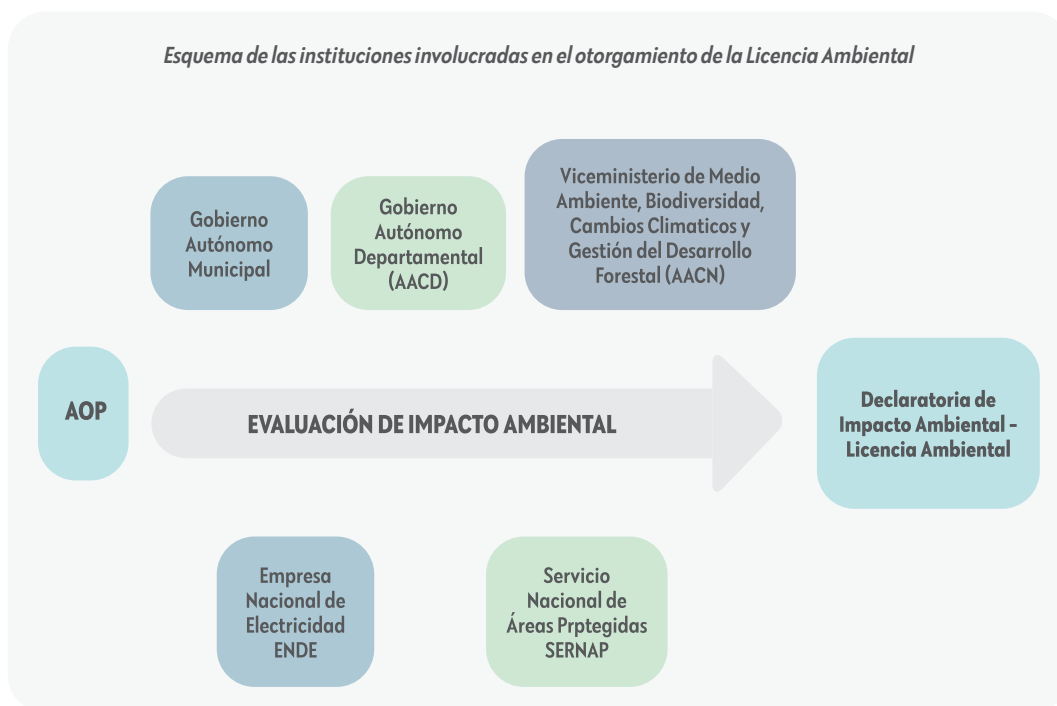 Esquema de las instituciones involucradas en el otorgamiento de la Licencia Ambiental
Gobierno
Autónomo
Municipal
Gobierno
Autónomo
Departamental
(AACD)
Viceministerio de Medio
Ambiente, Biodiversidad,
Cambios Climaticos y
Gestión del Desarrollo
Forestal (AACN)
AOP
EVALUACIÓN DE IMPACTO AMBIENTAL
Declaratoria de
Impacto Ambiental -
Licencia Ambiental
Empresa
Nacional de
Electricidad
ENDE
Servicio
Nacional de
Áreas Prptegidas
SERNAP